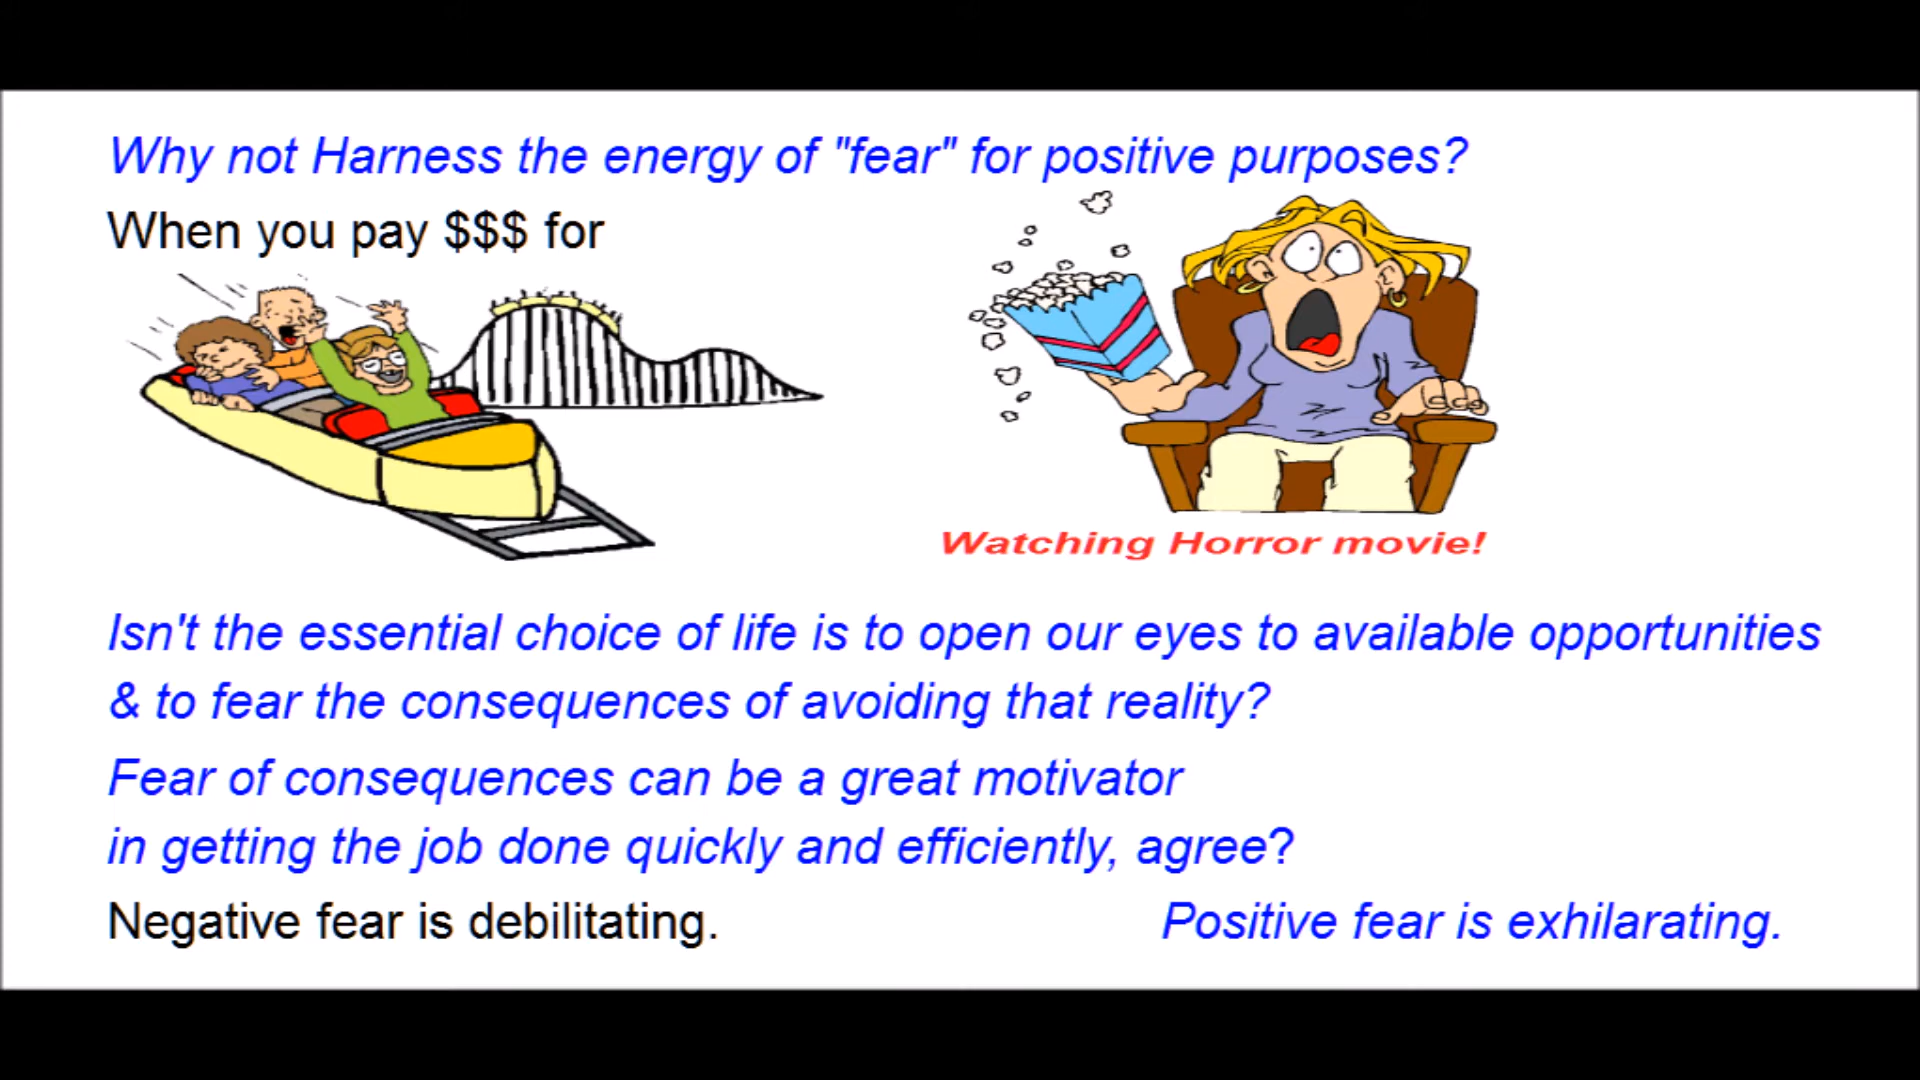 Why not Harness the energy of "fear" for positive purposes?
When you pay $$$ for
Watching Horror movie!
Isn't the essential choice of life is to open our eyes to available opportunities
& to fear the consequences of avoiding that reality?
Fear of consequences can be a great motivator
in getting the job done quickly and efficiently, agree?
Negative fear is debilitating. Positive fear is exhilarating.